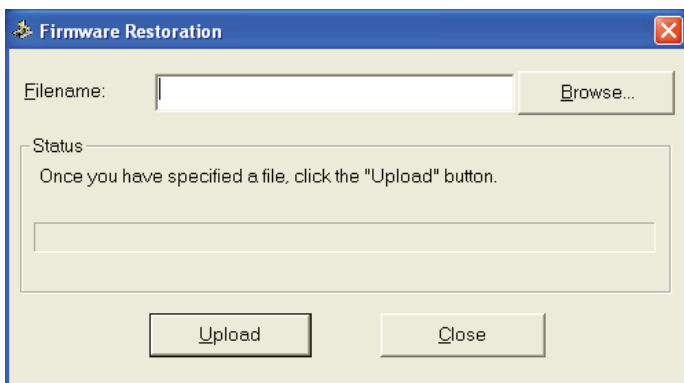 Firmware Restoration
Filename:
Browse...
Status
Once you have specified a file, click the "Upload" button.
Upload
Close